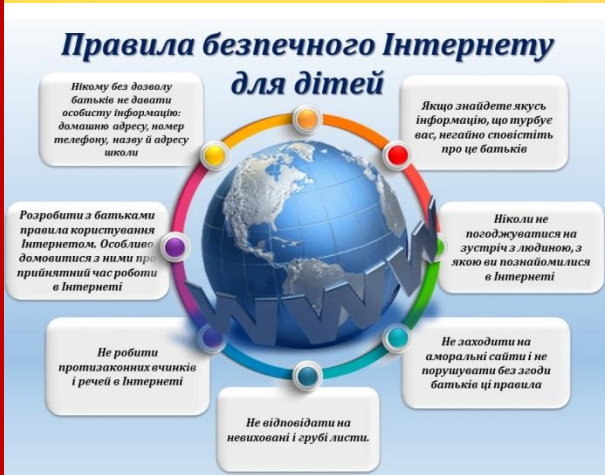 Правила безпечного Інтернету
для дітей
Нікому без дозволу
батьків не давати
особисту інформацію:
домашню адресу, номер
телефону, назву й адресу
школи
Якщо знайдете якусь
інформацію, що турбує
вас, негайно сповістіть
про це батьків
Розробити з батьками
правила користування
Інтернетом. Особливо
домовитися з ними про
прийнятний час роботи
в Інтернеті
Ніколи не
погоджуватися на
зустріч з людиною, з
якою ви познайомилися
в Інтернеті
Не робити
протизаконних вчинків
і речей в Інтернеті
Не заходити на
аморальні сайти і не
порушувати без згоди
батьків ці правила
Не відповідати на
невиховані і грубі листи.
WWW